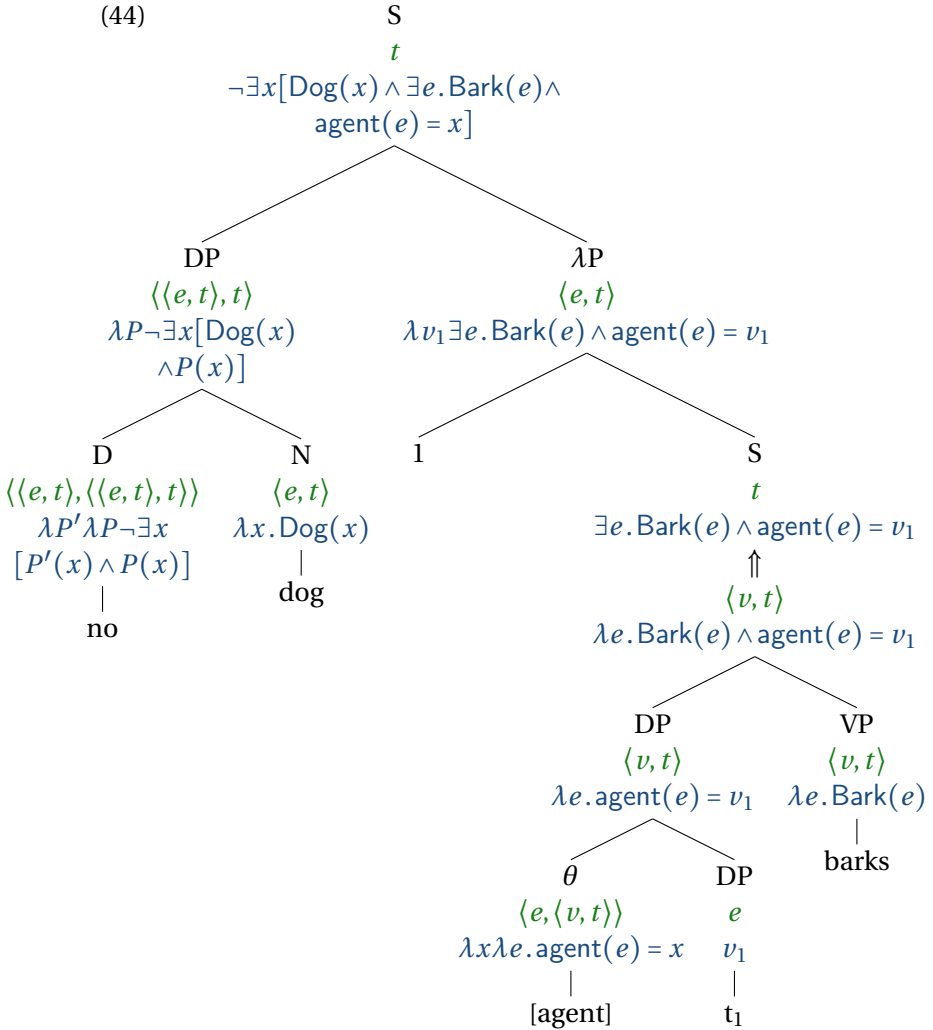 (44)
S
t
¬∃x[Dog(x) ∧ ∃e.Bark(e)∧
agent(e) = x]
DP λP
⟨⟨e, t⟩, t⟩ ⟨e, t⟩
λP¬∃x[Dog(x) λv₁∃e.Bark(e) ∧ agent(e) = v₁
∧P(x)]
D N 1 S
⟨⟨e, t⟩,⟨⟨e, t⟩, t⟩⟩ ⟨e, t⟩ t
λP′λP¬∃x λx.Dog(x) ∃e.Bark(e) ∧ agent(e) = v₁
[P′(x) ∧ P(x)] ⇑
dog ⟨v, t⟩
no λe.Bark(e) ∧ agent(e) = v₁
DP VP
⟨v, t⟩ ⟨v, t⟩
λe.agent(e) = v₁ λe.Bark(e)
barks
θ DP
⟨e,⟨v, t⟩⟩ e
λxλe.agent(e) = x v₁
[agent] t₁